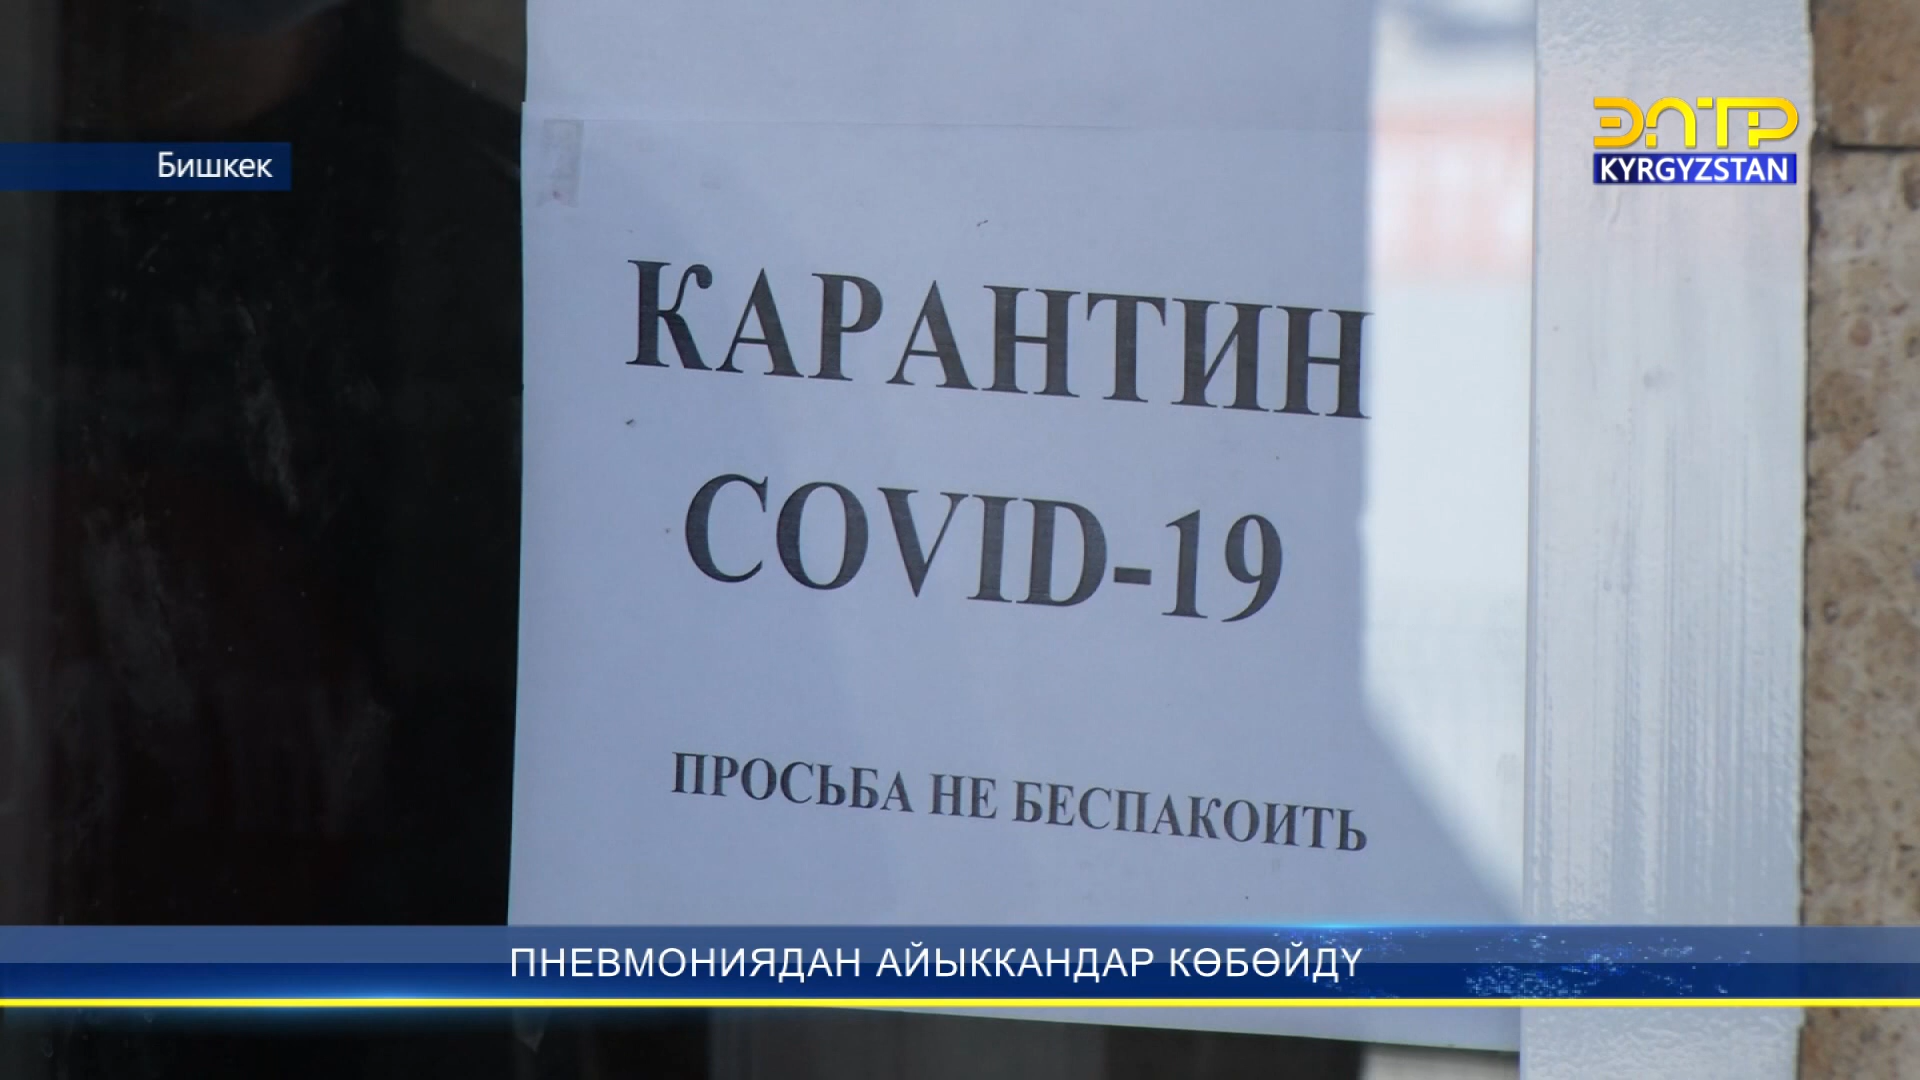 Бишкек
ЭЛТР
KYRGYZSTAN
КАРАНТИН
COVID-19
ПРОСЬБА НЕ БЕСПАКОИТЬ
ПНЕВМОНИЯДАН АЙЫККАНДАР КӨБӨЙДҮ